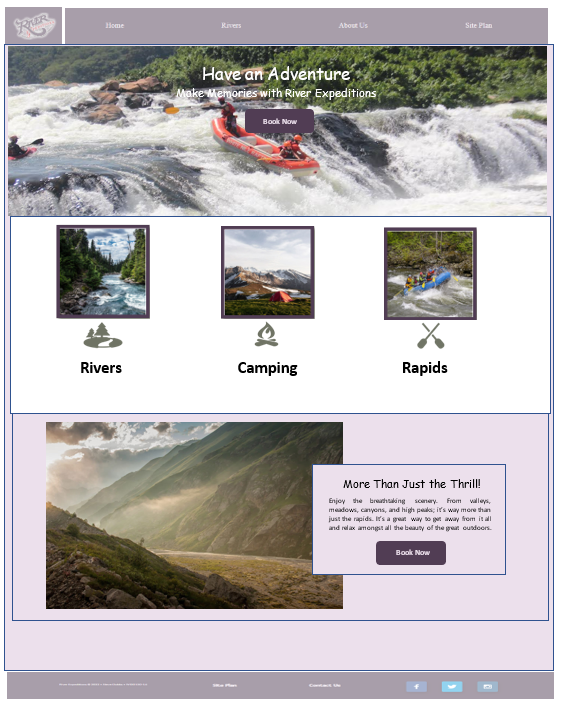 River
Home Rivers About Us Site Plan
Have an Adventure
Make Memories with River Expeditions
Book Now
Rivers Camping Rapids
More Than Just the Thrill!
Enjoy the breathtaking scenery. From valleys,
meadows, canyons, and high peaks; it's way more than
just the rapids. It's a great way to get away from it all
and relax amongst all the beauty of the great outdoors.
Book Now
Site Plan Contact Us